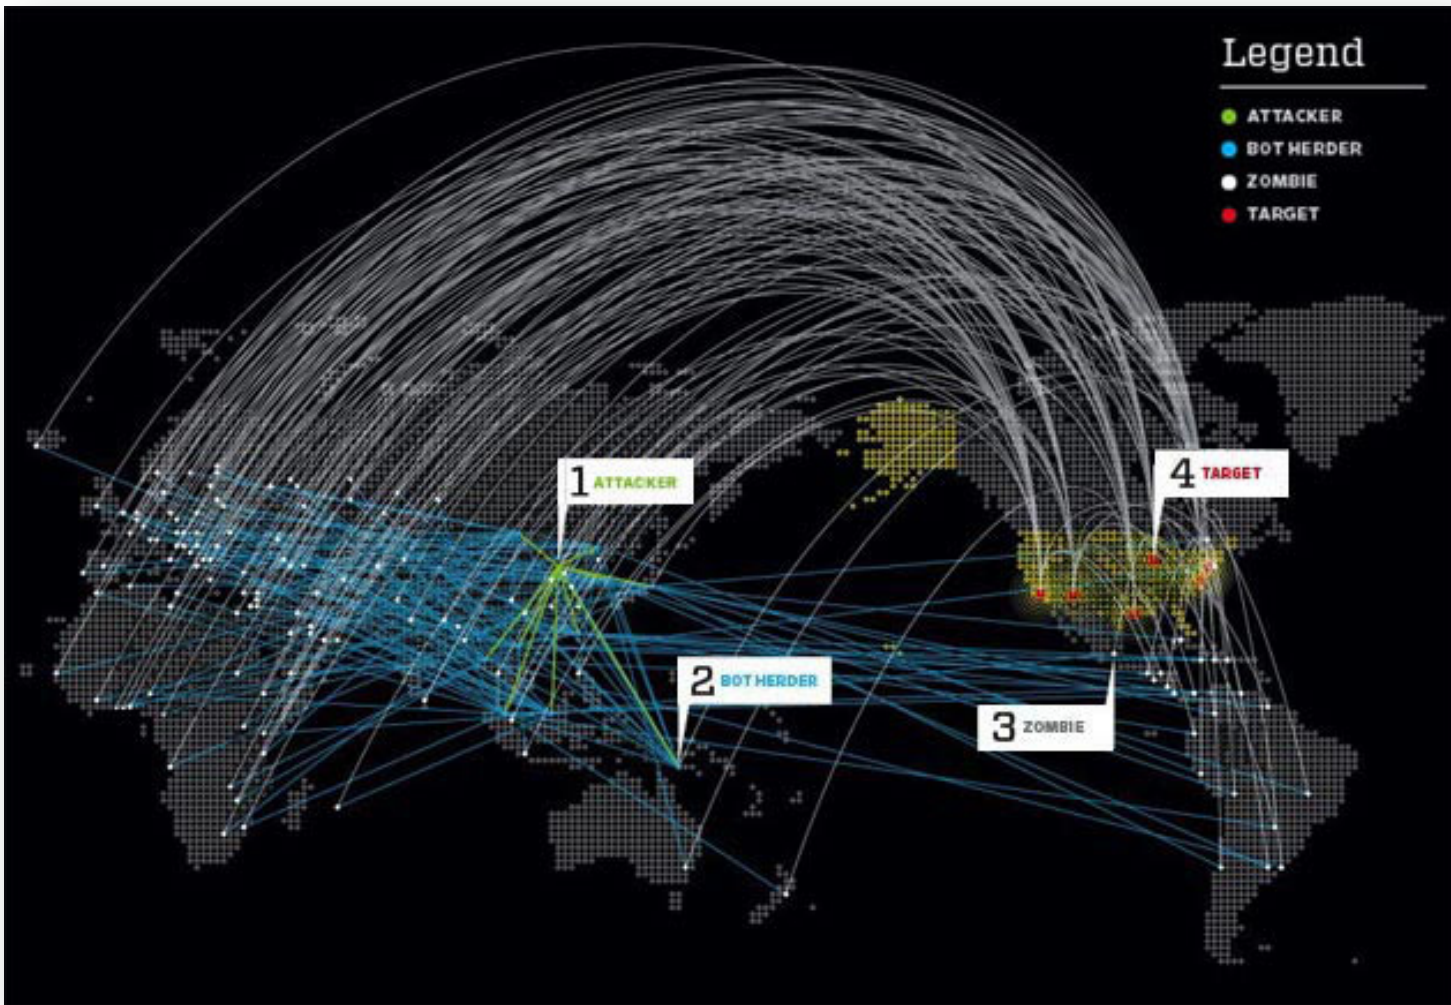 Legend
ATTACKER
BOT HERDER
ZOMBIE
TARGET
1 ATTACKER
4 TARGET
2 BOT HERDER
3 ZOMBIE